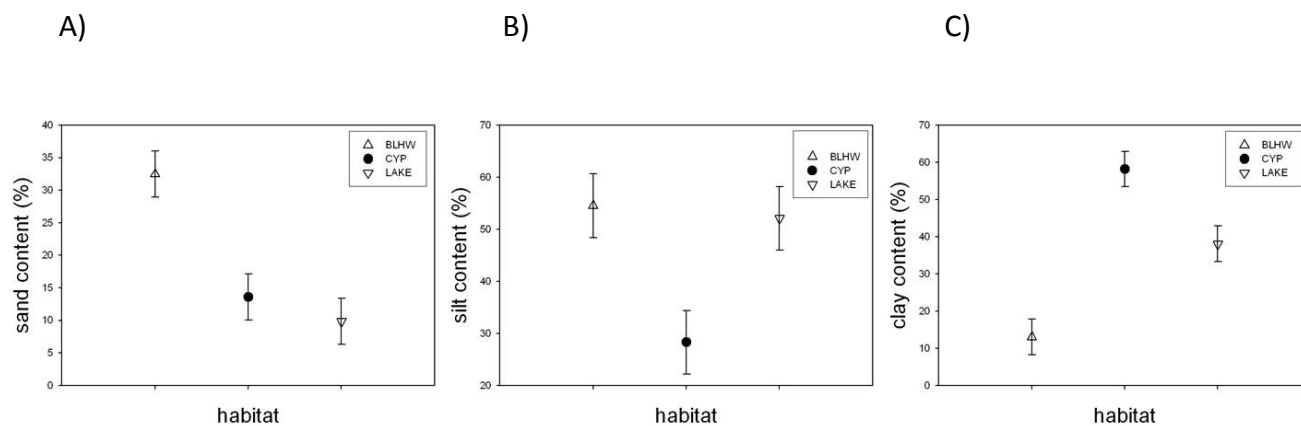 A)
B)
C)
sand content (%)
40
35
30
25
20
15
10
5
0
BLHW
CYP
LAKE
habitat
silt content (%)
70
60
50
40
30
20
BLHW
CYP
LAKE
habitat
clay content (%)
70
60
50
40
30
20
10
0
BLHW
CYP
LAKE
habitat